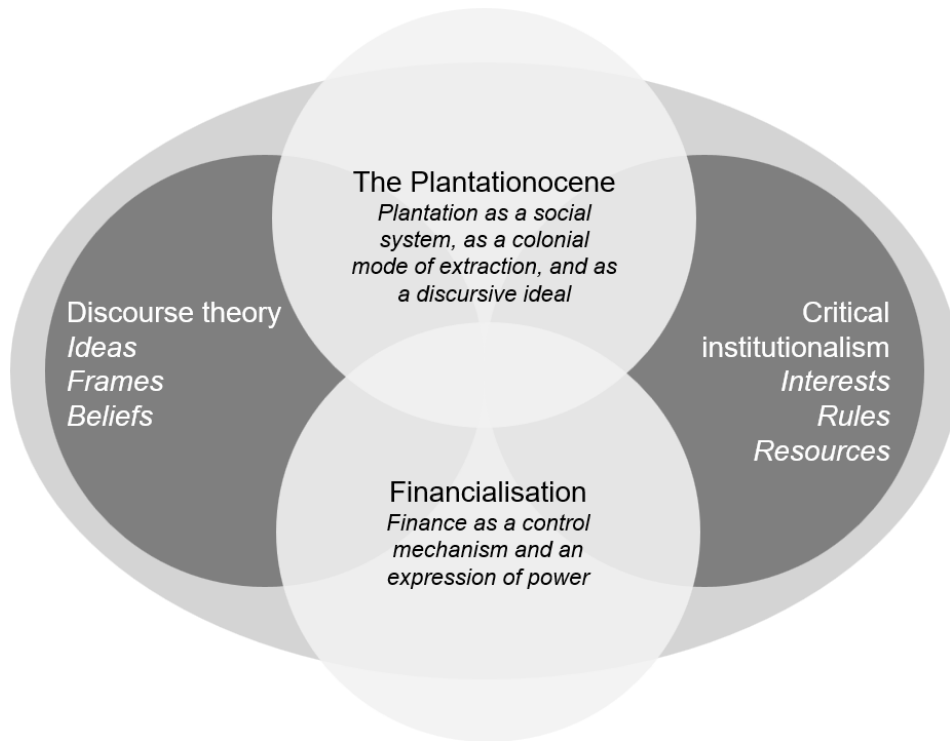 The Plantationocene
Plantation as a social
system, as a colonial
mode of extraction, and as
a discursive ideal
Discourse theory
Ideas
Frames
Beliefs
Critical
institutionalism
Interests
Rules
Resources
Financialisation
Finance as a control
mechanism and an
expression of power